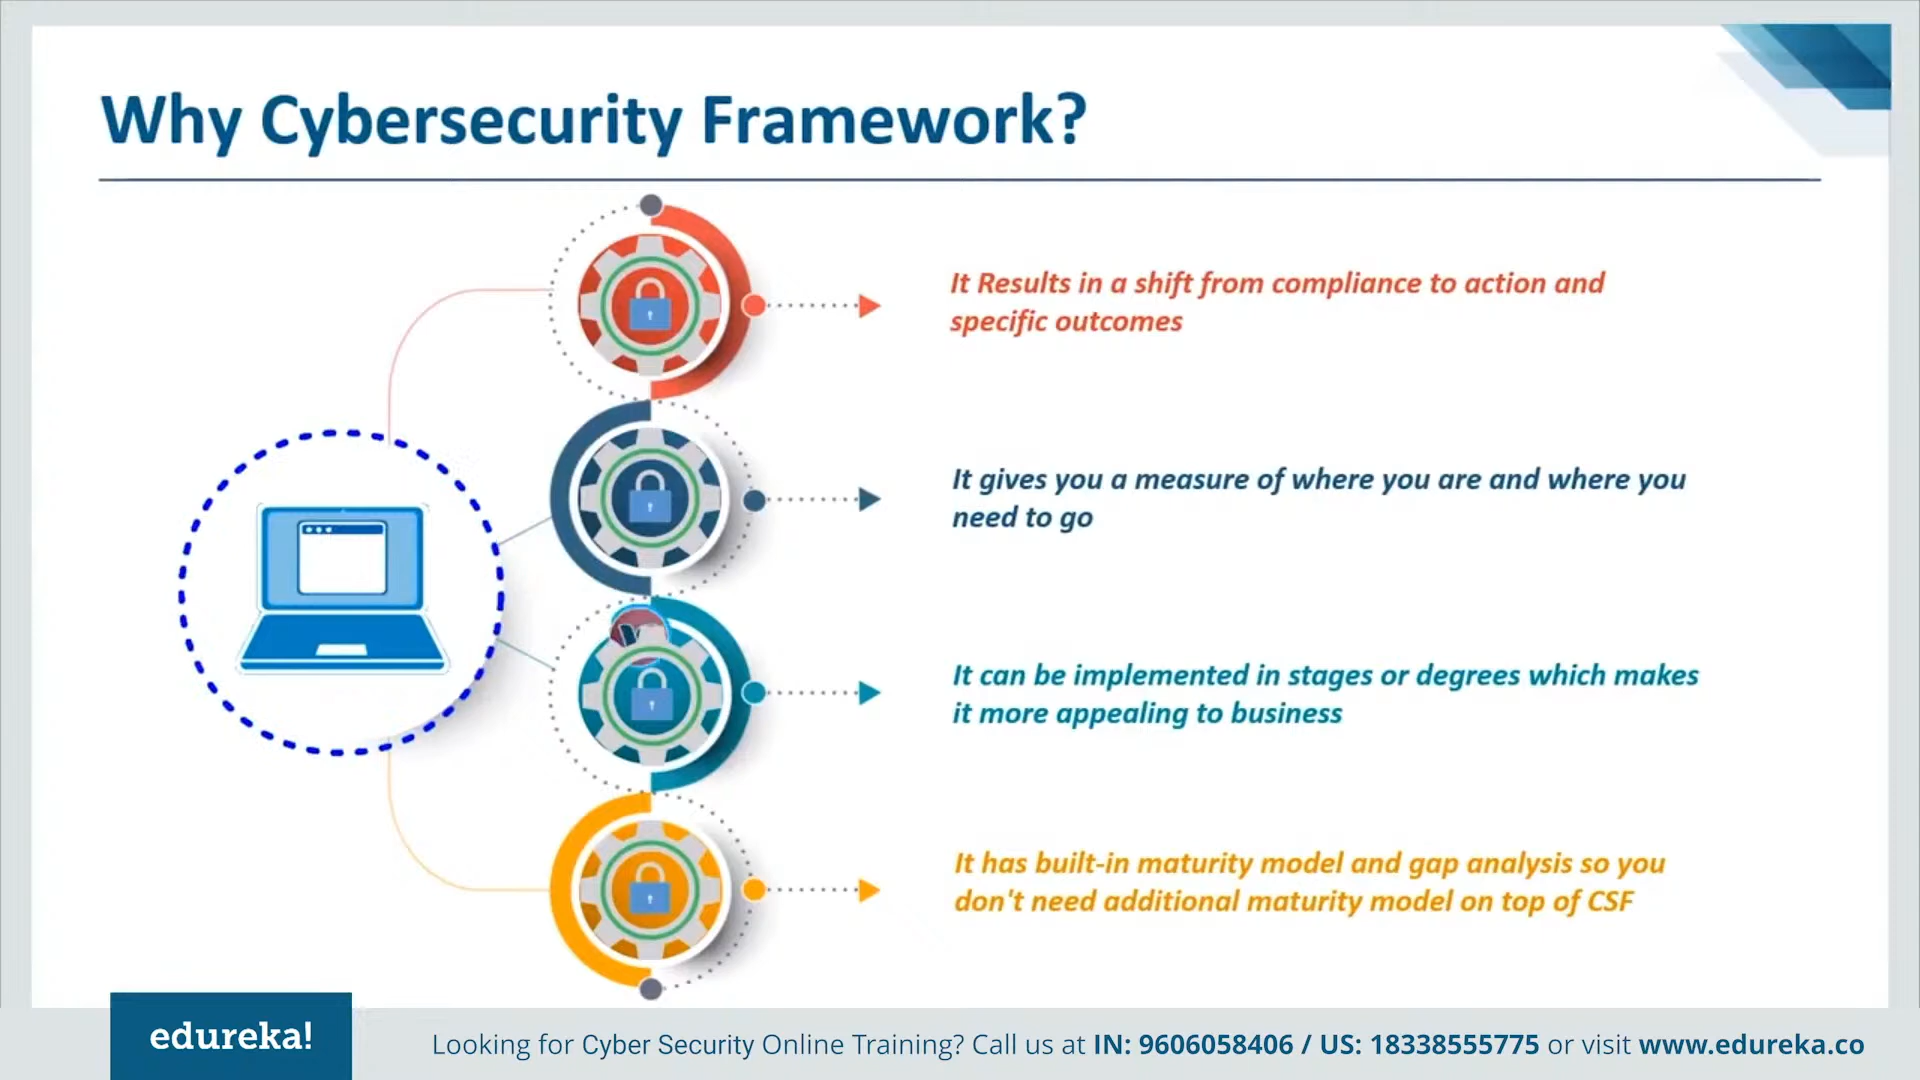 Why Cybersecurity Framework?
It Results in a shift from compliance to action and
specific outcomes
It gives you a measure of where you are and where you
need to go
It can be implemented in stages or degrees which makes
it more appealing to business
It has built-in maturity model and gap analysis so you
don't need additional maturity model on top of CSF
edureka!
Looking for Cyber Security Online Training? Call us at IN: 9606058406 / US: 18338555775 or visit www.edureka.co